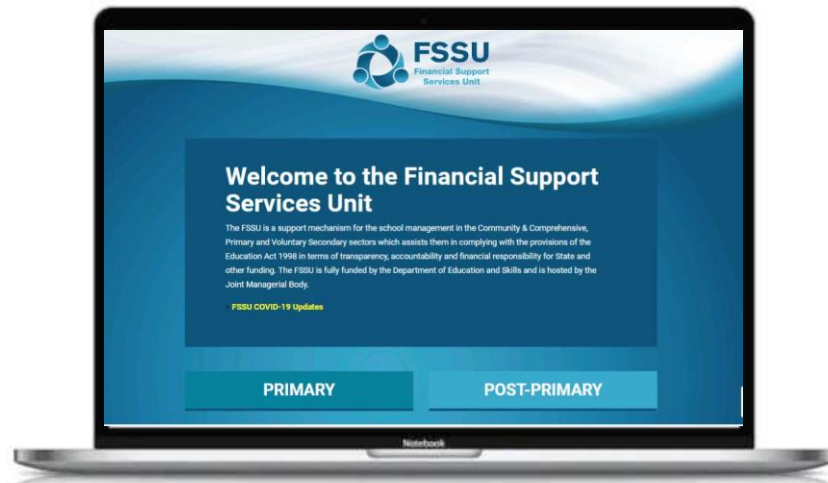 FSSU
Financial Support
Services Unit
Welcome to the Financial Support
Services Unit
The FSSU is a support mechanism for the school management in the Community & Comprehensive,
Primary and Voluntary Secondary sectors which assists them in complying with the provisions of the
Education Act 1998 in terms of transparency, accountability and financial responsibility for State and
other funding. The FSSU is fully funded by the Department of Education and Skills and is hosted by the
Joint Managerial Body.
FSSU COVID-19 Updates
PRIMARY POST-PRIMARY
Notebook